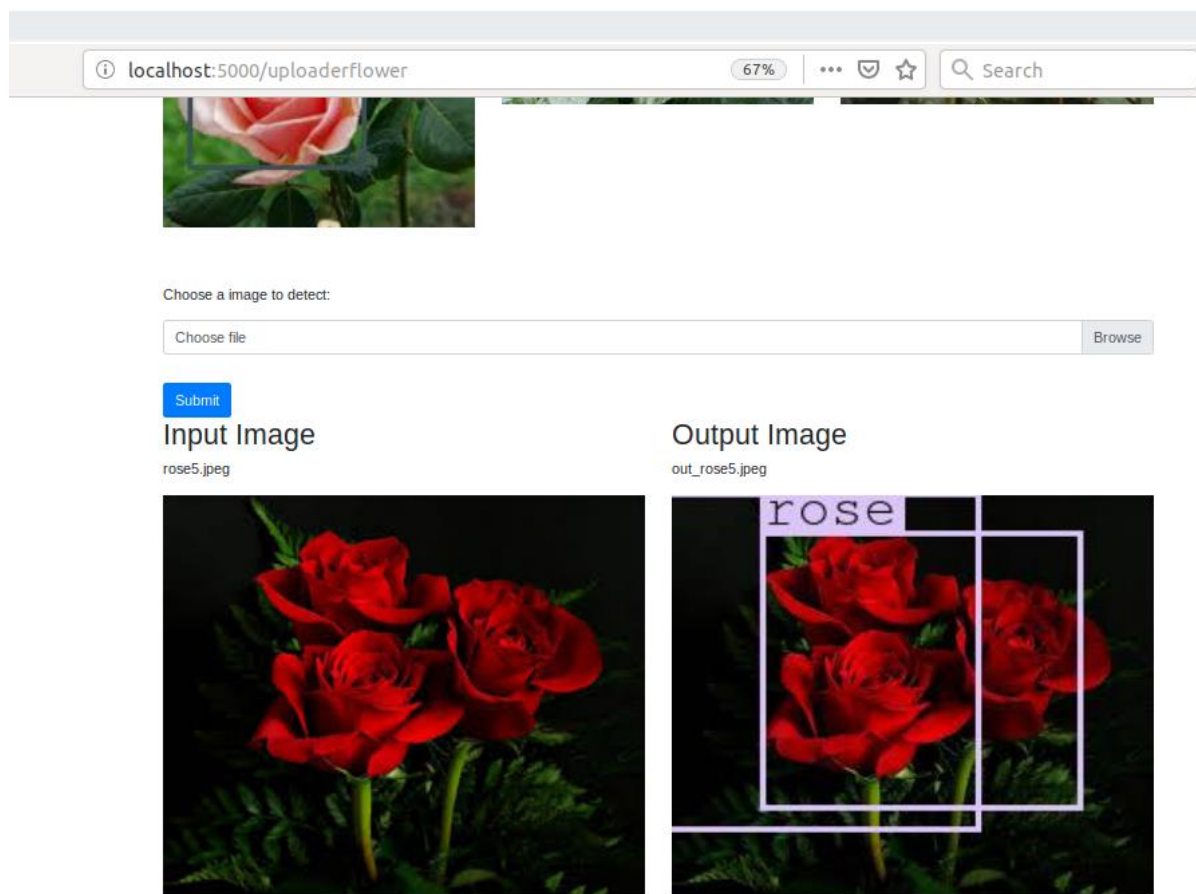 localhost:5000/uploaderflower
67%
Search
Choose a image to detect:
Choose file
Browse
Submit
Input Image
Output Image
rose5.jpeg
out_rose5.jpeg
rose